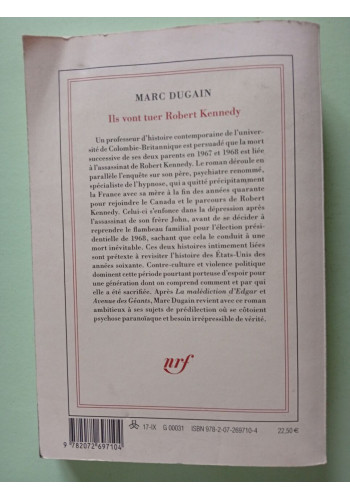 MARC DUGAIN
Ils vont tuer Robert Kennedy
Un professeur d'histoire contemporaine de l'univer-
sité de Colombie-Britannique est persuadé que la mort
successive de ses deux parents en 1967 et 1968 est liée
à l'assassinat de Robert Kennedy. Le roman déroule en
parallèle l'enquête sur son père, psychiatre renommé,
spécialiste de l'hypnose, qui a quitté précipitamment
la France avec sa mère à la fin des années quarante
pour rejoindre le Canada et le parcours de Robert
Kennedy. Celui-ci s'enfonce dans la dépression après
l'assassinat de son frère John, avant de se décider à
reprendre le flambeau familial pour l'élection prési-
dentielle de 1968, sachant que cela le conduit à une
mort inévitable. Ces deux histoires intimement liées
sont prétexte à revisiter l'histoire des États-Unis des
années soixante. Contre-culture et violence politique
dominent cette période pourtant porteuse d'espoir pour une
génération dont on comprend comment et par qui
elle a été sacrifiée. Après La malédiction d'Edgar et
Avenue des Géants, Marc Dugain revient avec ce roman
ambitieux à ses sujets de prédilection où se côtoient
psychose paranoïaque et besoin irrépressible de vérité.
nrf
17-IX G 00031 ISBN 978-2-07-269710-4 22,50 €
9 782072 697104